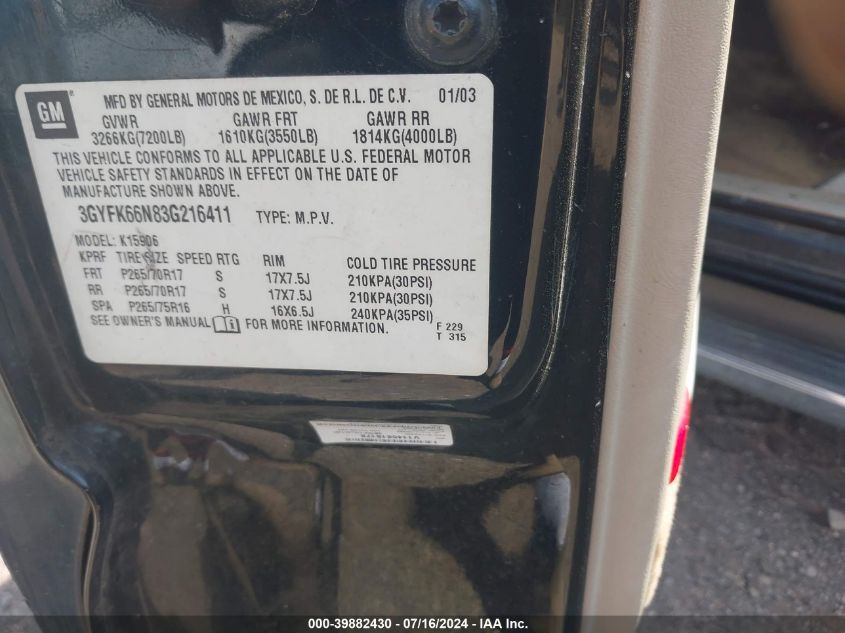 GM
MFD BY GENERAL MOTORS DE MEXICO, S. DE R.L. DE C.V. 01/03
GVWR GAWR FRT GAWR RR
3266KG(7200LB) 1610KG(3550LB) 1814KG(4000LB)
THIS VEHICLE CONFORMS TO ALL APPLICABLE U.S. FEDERAL MOTOR
VEHICLE SAFETY STANDARDS IN EFFECT ON THE DATE OF
MANUFACTURE SHOWN ABOVE.
3GYFK66N83G216411 TYPE: M.P.V.
MODEL: K15906
KPRF TIRE SIZE SPEED RTG RIM COLD TIRE PRESSURE
FRT P265/70R17 S 17X7.5J 210KPA(30PSI)
RR P265/70R17 S 17X7.5J 210KPA(30PSI)
SPA P265/75R16 H 16X6.5J 240KPA(35PSI)
SEE OWNER'S MANUAL FOR MORE INFORMATION. F 229
T 315
000-39882430 - 07/16/2024 - IAA Inc.